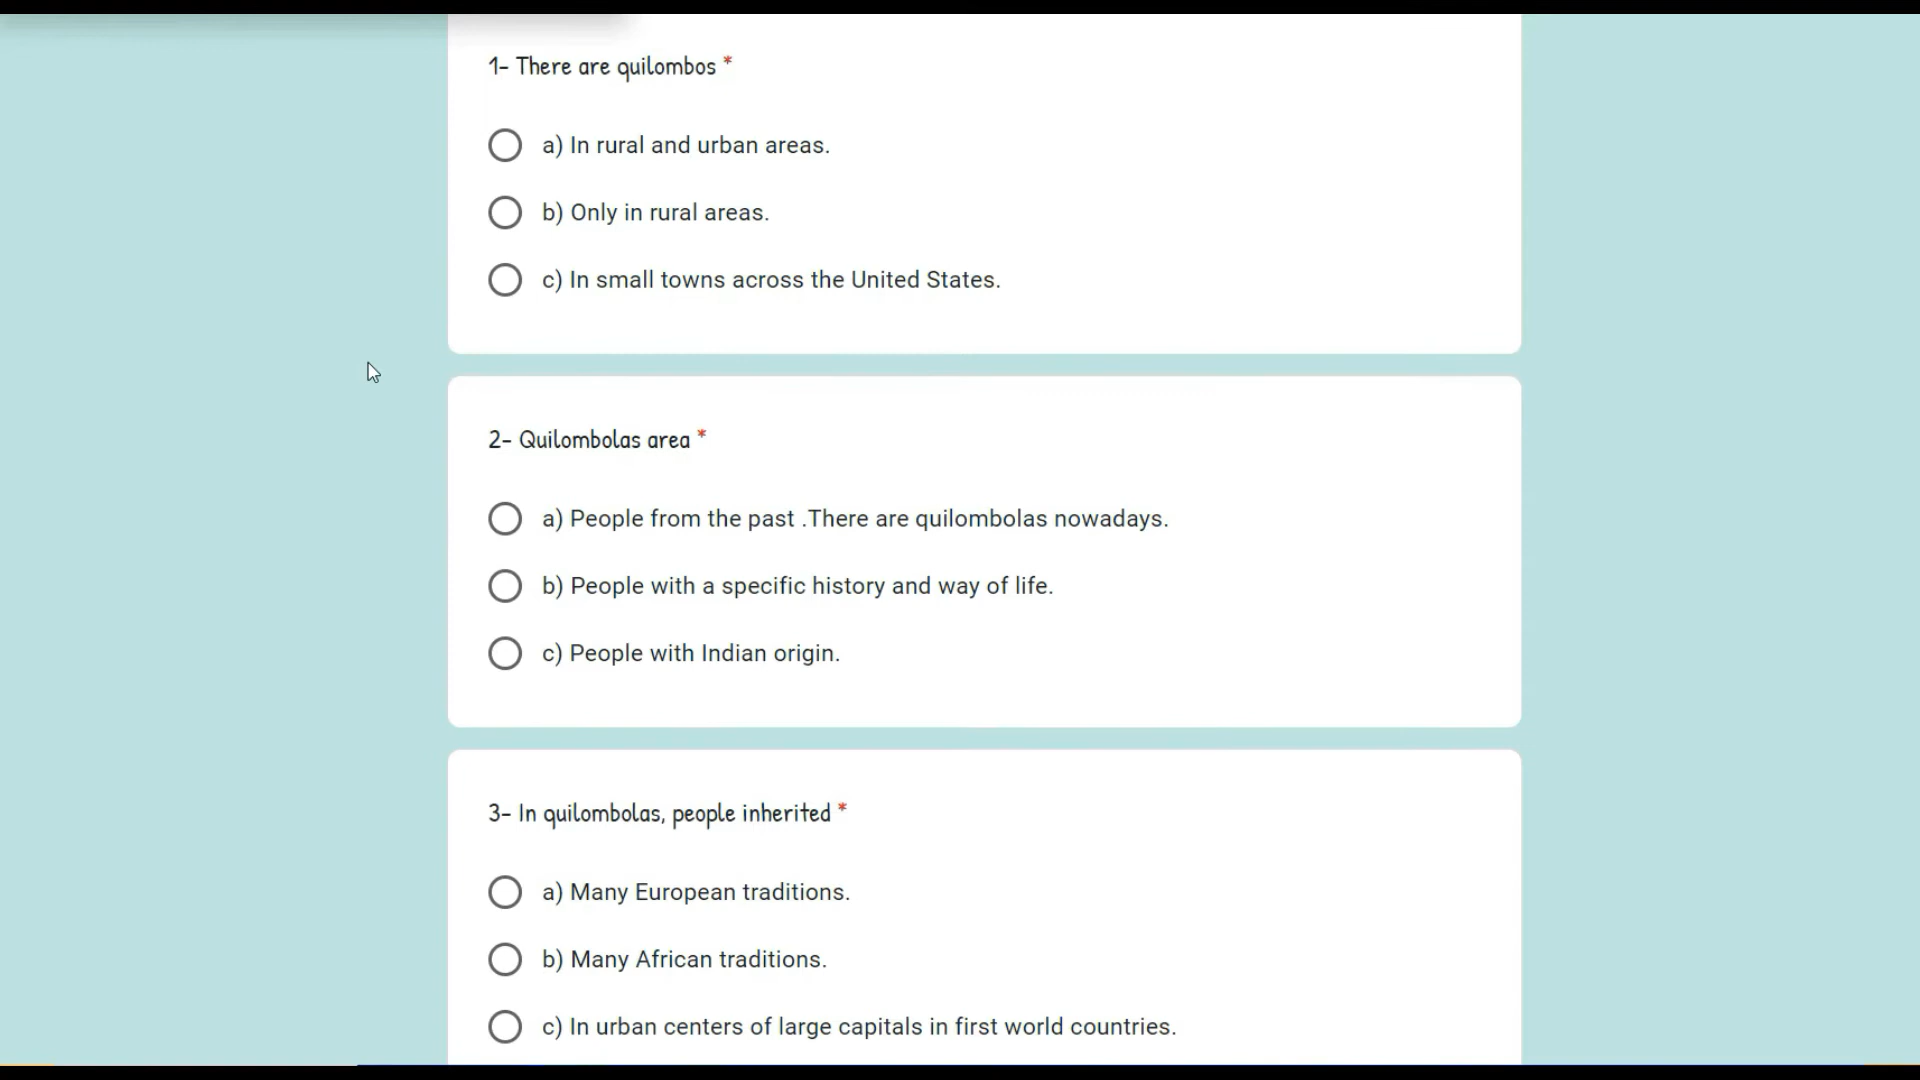 1- There are quilombos *
a) In rural and urban areas.
b) Only in rural areas.
c) In small towns across the United States.
2- Quilombolas area *
a) People from the past .There are quilombolas nowadays.
b) People with a specific history and way of life.
c) People with Indian origin.
3- In quilombolas, people inherited *
a) Many European traditions.
b) Many African traditions.
c) In urban centers of large capitals in first world countries.